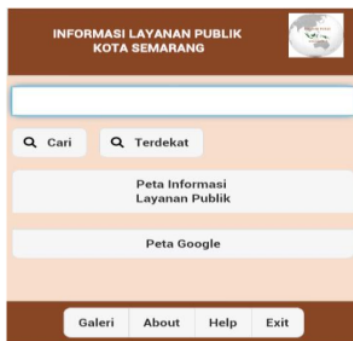 INFORMASI LAYANAN PUBLIK
KOTA SEMARANG
Cari
Terdekat
Peta Informasi
Layanan Publik
Peta Google
Galeri
About
Help
Exit